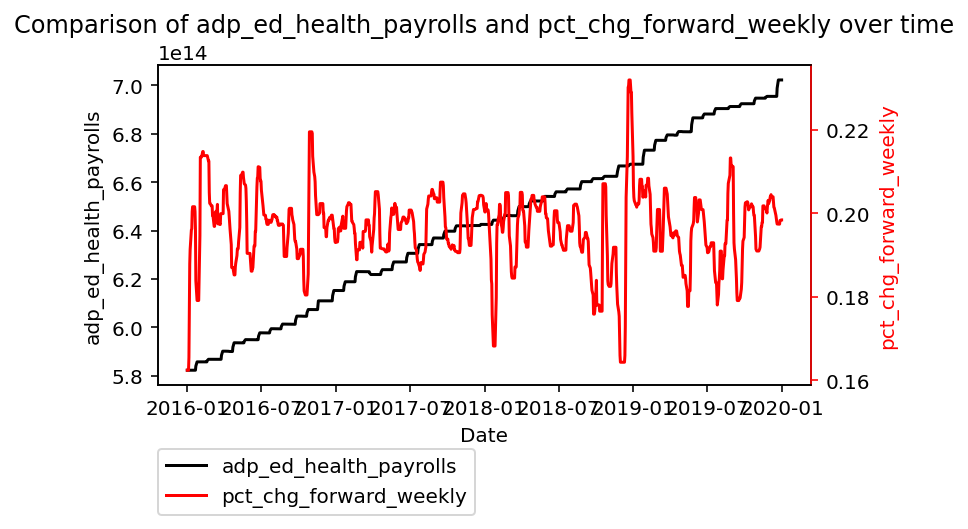 Comparison of adp_ed_health_payrolls and pct_chg_forward_weekly over time
1e14
7.0
6.8
6.6
6.4
6.2
6.0
5.8
adp_ed_health_payrolls
0.22
0.20
0.18
0.16
pct_chg_forward_weekly
2016-01 2016-07 2017-01 2017-07 2018-01 2018-07 2019-01 2019-07 2020-01
Date
adp_ed_health_payrolls
pct_chg_forward_weekly